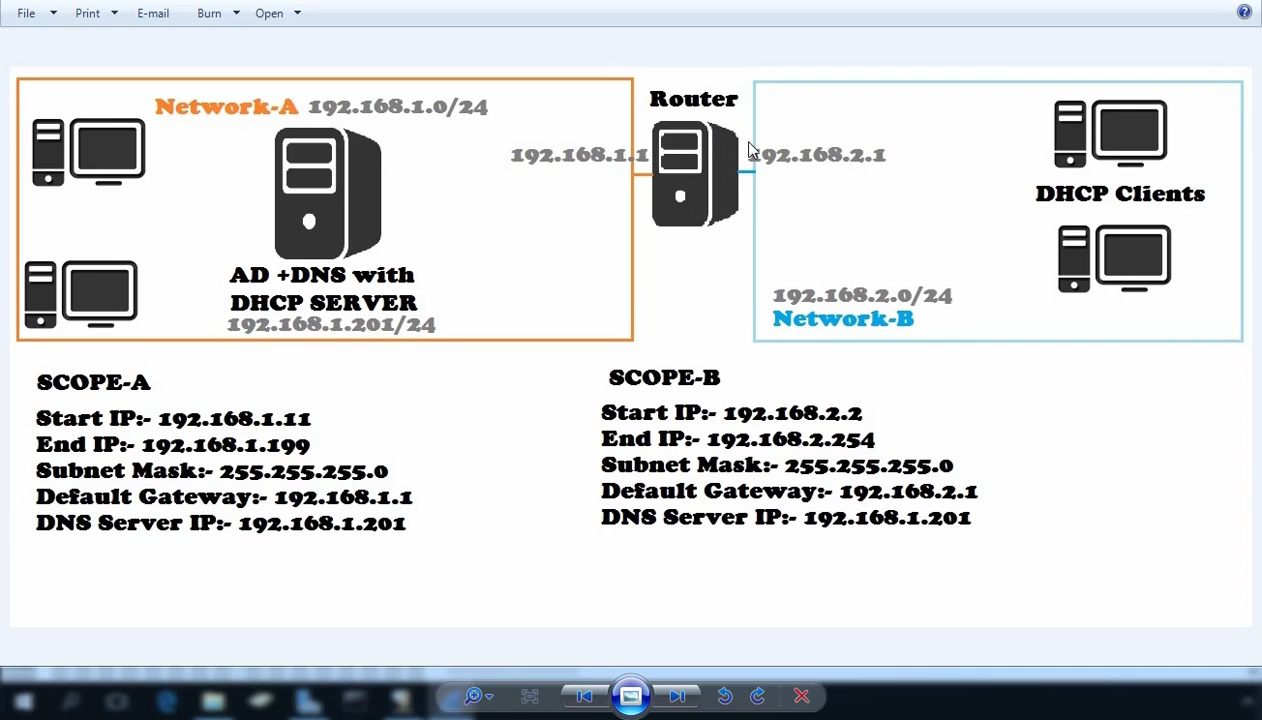 File Print E-mail Burn Open
Network-A 192.168.1.0/24
Router
192.168.1.1
192.168.2.1
DHCP Clients
AD +DNS with
DHCP SERVER
192.168.1.201/24
192.168.2.0/24
Network-B
SCOPE-A
Start IP:- 192.168.1.11
End IP:- 192.168.1.199
Subnet Mask:- 255.255.255.0
Default Gateway:- 192.168.1.1
DNS Server IP:- 192.168.1.201
SCOPE-B
Start IP:- 192.168.2.2
End IP:- 192.168.2.254
Subnet Mask:- 255.255.255.0
Default Gateway:- 192.168.2.1
DNS Server IP:- 192.168.1.201